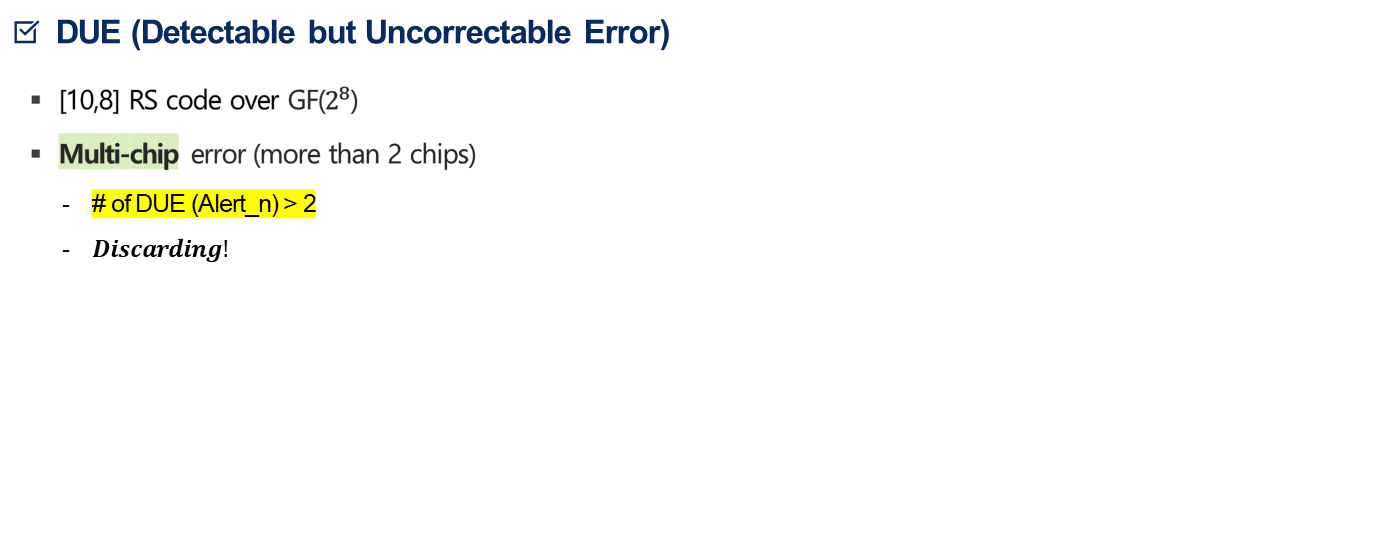 DUE (Detectable but Uncorrectable Error)
▪ [10,8] RS code over GF(2⁸)
▪ Multi-chip error (more than 2 chips)
- # of DUE (Alert_n) > 2
- Discarding!